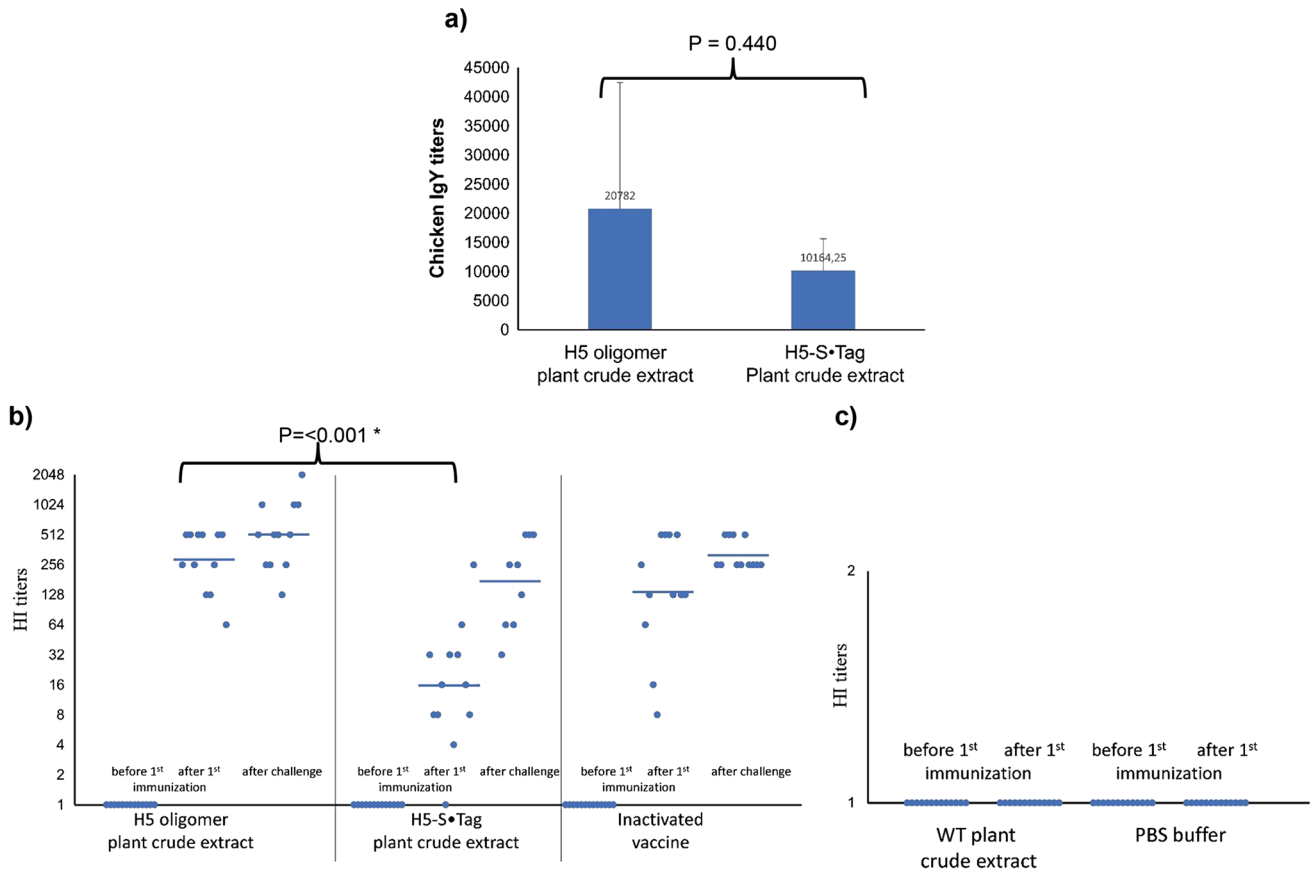 a)
P = 0.440
Chicken IgY titers
45000
40000
35000
30000
25000
20000
15000
10000
5000
0
20782
10164,25
H5 oligomer
plant crude extract
H5-S•Tag
Plant crude extract
b)
P=<0.001 *
HI titers
2048
1024
512
256
128
64
32
16
8
4
2
1
before 1st after 1st after challenge
immunization
before 1st after 1st after challenge
immunization
before 1st after 1st after challenge
immunization
H5 oligomer
plant crude extract
H5-S•Tag
plant crude extract
Inactivated
vaccine
c)
HI titers
2
1
before 1st after 1st
immunization
before 1st after 1st
immunization
WT plant
crude extract
PBS buffer